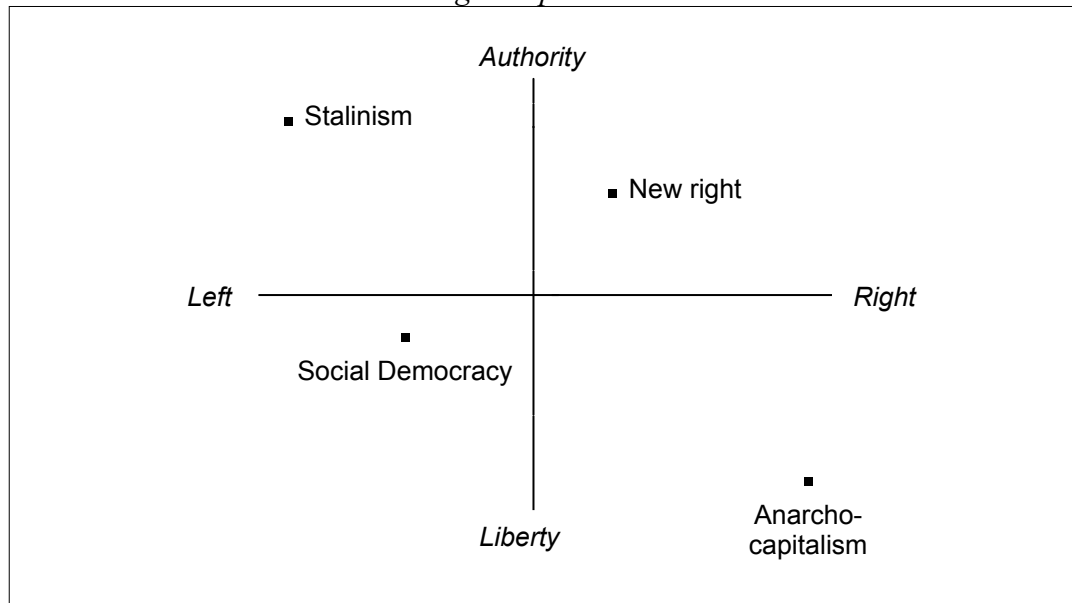 Authority
Stalinism
New right
Left
Right
Social Democracy
Liberty
Anarcho-
capitalism